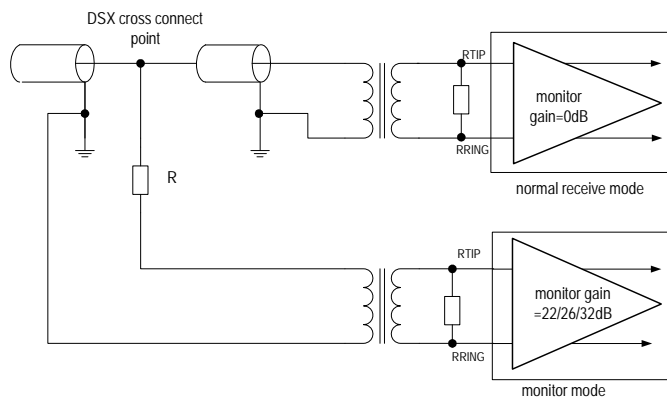 DSX cross connect
point
RTIP
monitor
gain=0dB
RRING
normal receive mode
R
RTIP
monitor gain
=22/26/32dB
RRING
monitor mode